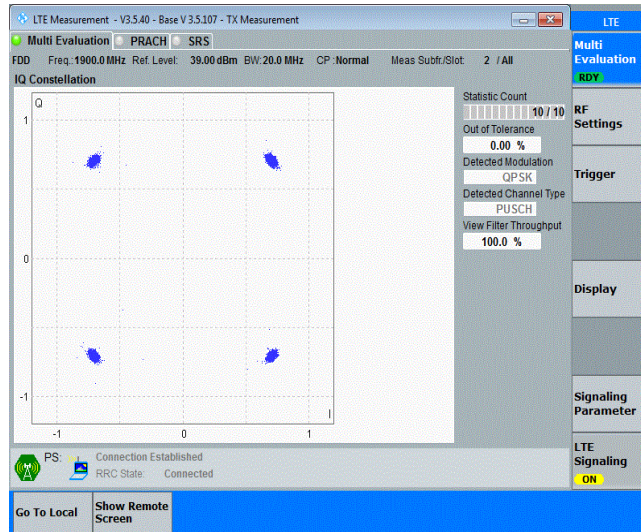 LTE Measurement - V3.5.40 - Base V 3.5.107 - TX Measurement
LTE
Multi Evaluation PRACH SRS
Multi
Evaluation
RDY
FDD Freq.:1900.0 MHz Ref. Level: 39.00 dBm BW:20.0 MHz CP :Normal Meas Subfr./Slot: 2 / All
IQ Constellation
Q
1
0
-1
-1 0 1
I
Statistic Count
10 / 10
Out of Tolerance
0.00 %
Detected Modulation
QPSK
Detected Channel Type
PUSCH
View Filter Throughput
100.0 %
RF
Settings
Trigger
Display
Signaling
Parameter
LTE
Signaling
ON
PS: Connection Established
RRC State: Connected
Go To Local
Show Remote
Screen